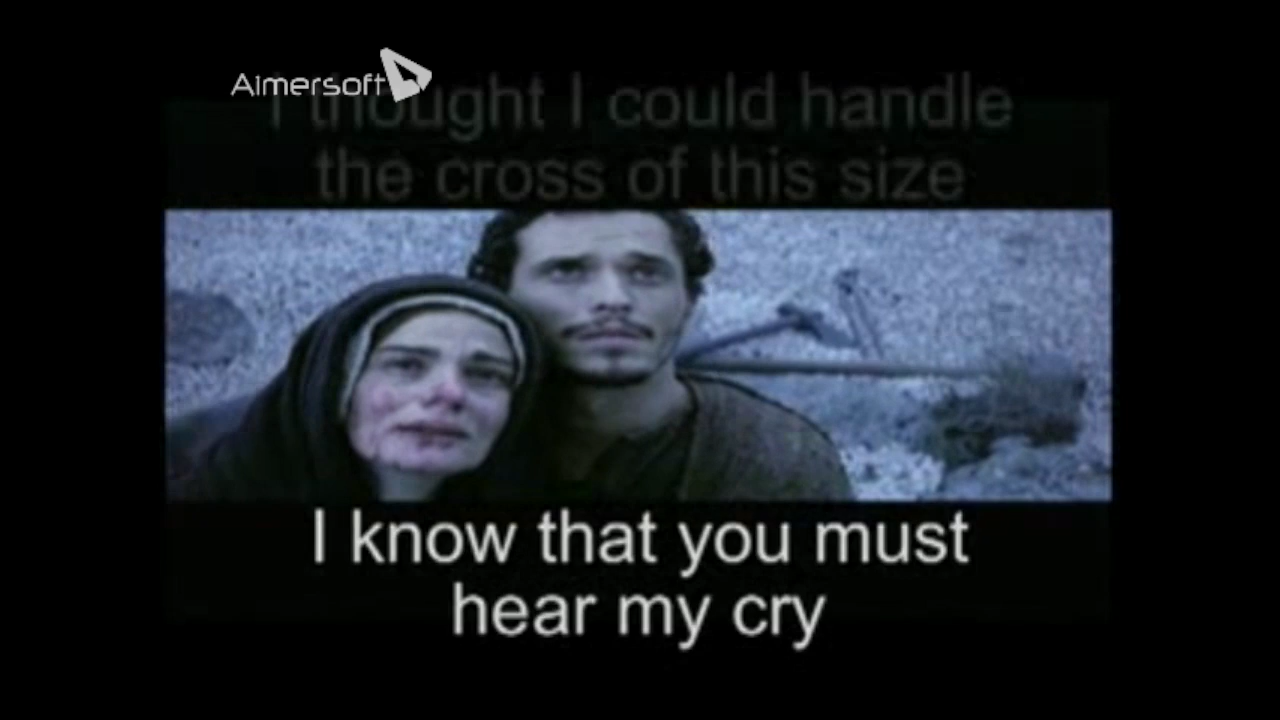 Aimersoft
I thought I could handle
the cross of this size
I know that you must
hear my cry